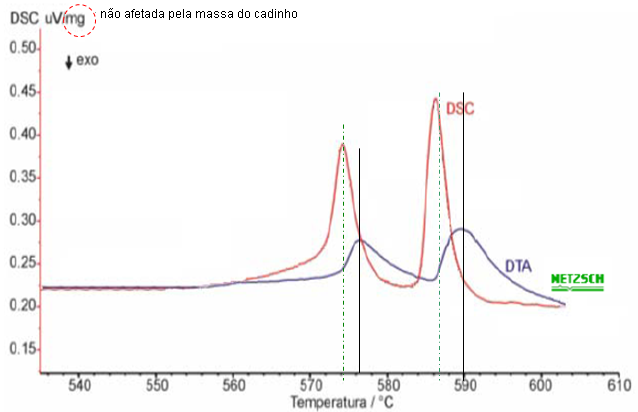 DSC uV/mg não afetada pela massa do cadinho
0.50
exo
0.45
DSC
0.40
0.35
0.30
0.25
DTA
NETZSCH
0.20
0.15
540 550 560 570 580 590 600 610
Temperatura / °C